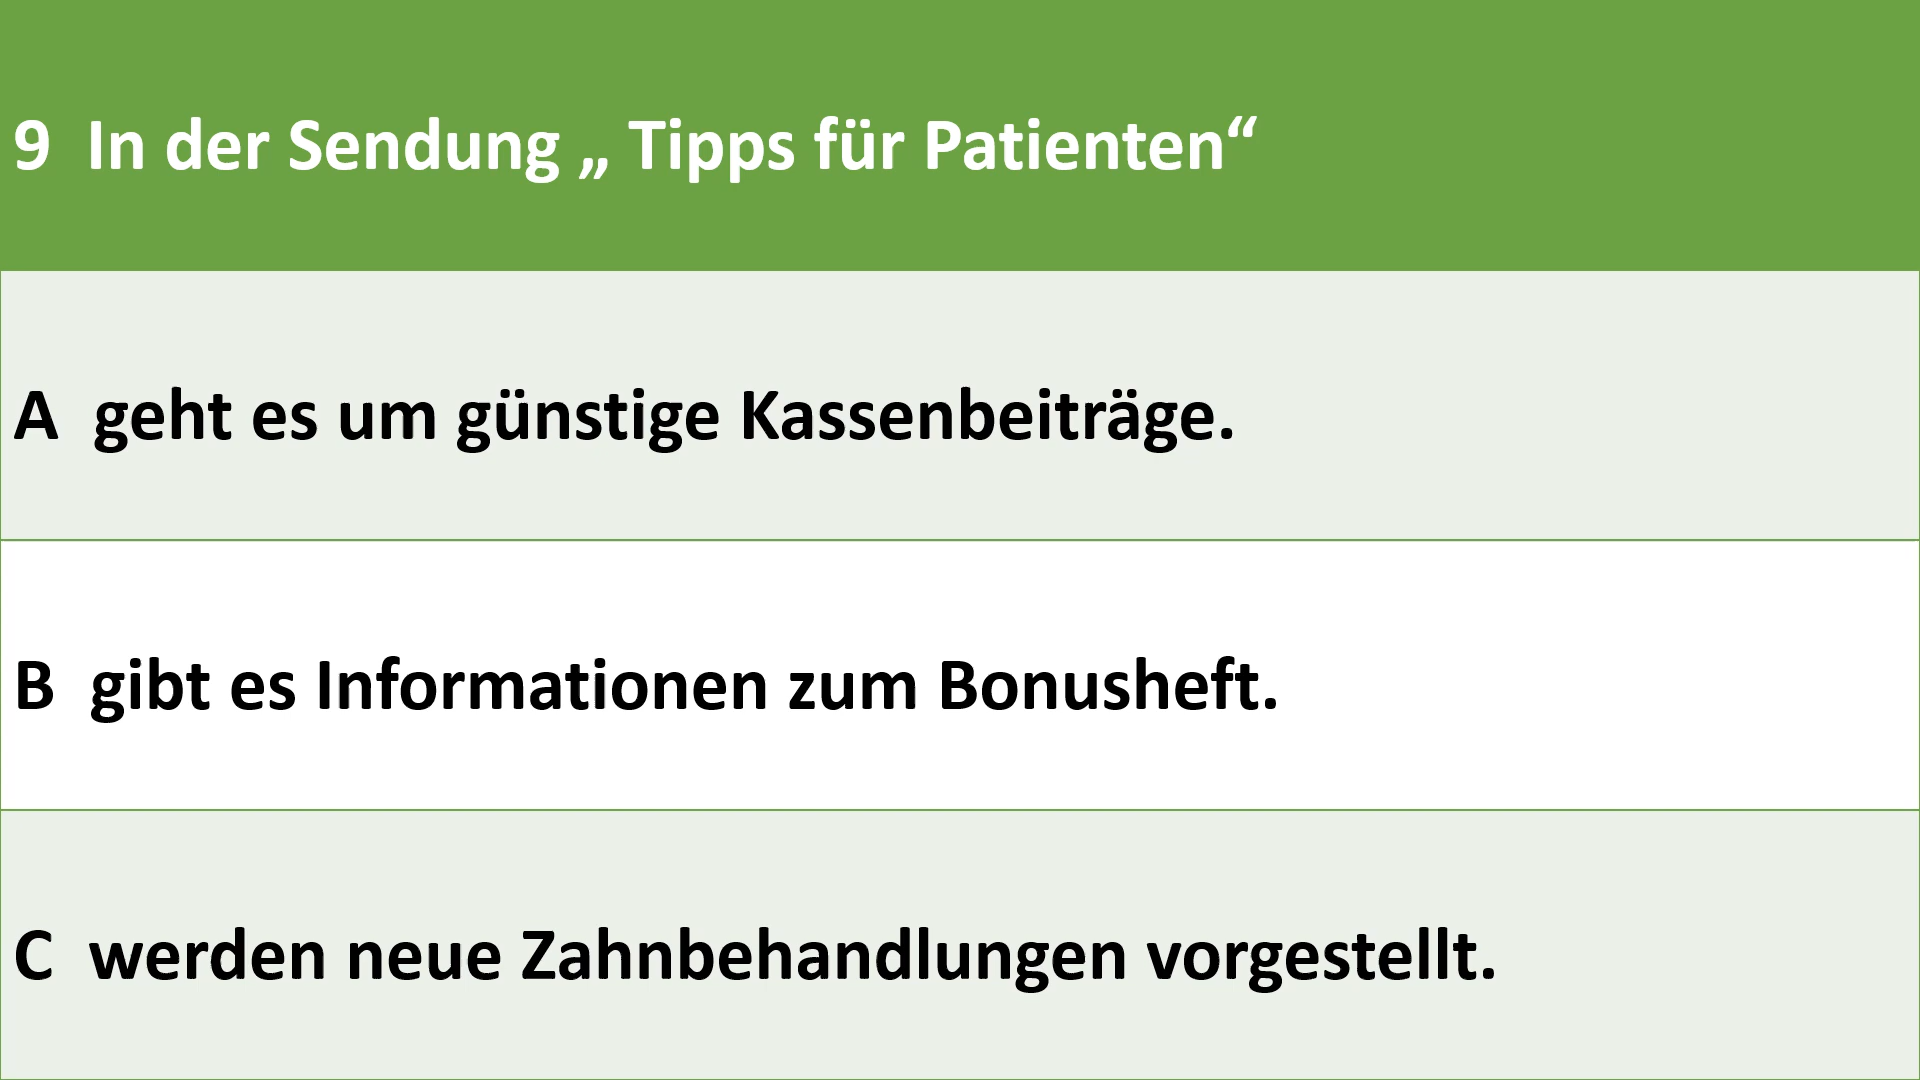 9 In der Sendung „ Tipps für Patienten“
A geht es um günstige Kassenbeiträge.
B gibt es Informationen zum Bonusheft.
C werden neue Zahnbehandlungen vorgestellt.